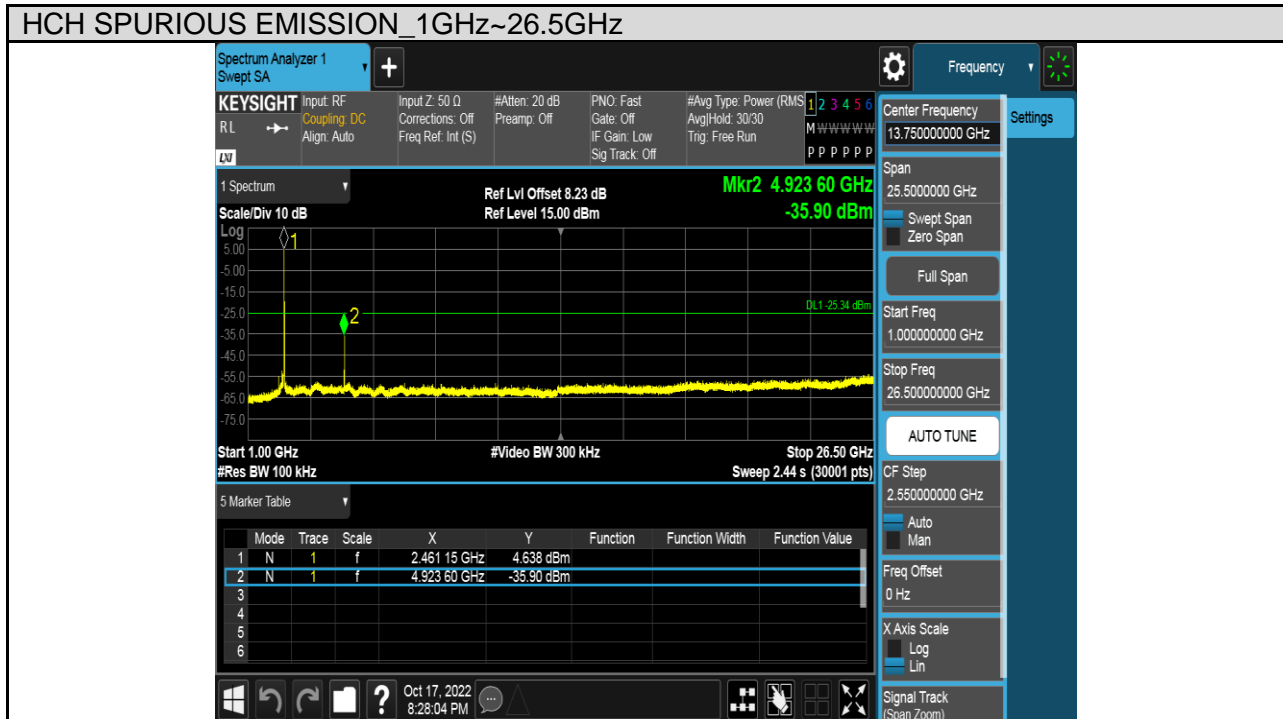 HCH SPURIOUS EMISSION_1GHz~26.5GHz
Spectrum Analyzer 1
Swept SA
+
Frequency
KEYSIGHT
RL
LXI
Input: RF
Coupling: DC
Align: Auto
Input Z: 50 Ω
Corrections: Off
Freq Ref: Int (S)
#Atten: 20 dB
Preamp: Off
PNO: Fast
Gate: Off
IF Gain: Low
Sig Track: Off
#Avg Type: Power (RMS
Avg|Hold: 30/30
Trig: Free Run
1 2 3 4 5 6
M W W W W W
P P P P P P
1 Spectrum
Scale/Div 10 dB
Ref Lvl Offset 8.23 dB
Ref Level 15.00 dBm
Mkr2 4.923 60 GHz
-35.90 dBm
Log
5.00
-5.00
-15.0
-25.0
-35.0
-45.0
-55.0
-65.0
-75.0
1
2
DL1 -25.34 dBm
Start 1.00 GHz
#Res BW 100 kHz
#Video BW 300 kHz
Stop 26.50 GHz
Sweep 2.44 s (30001 pts)
5 Marker Table
Mode Trace Scale X Y Function Function Width Function Value
1 N 1 f 2.461 15 GHz 4.638 dBm
2 N 1 f 4.923 60 GHz -35.90 dBm
3
4
5
6
?
Oct 17, 2022
8:28:04 PM
Center Frequency
13.75000000 GHz
Span
25.5000000 GHz
Swept Span
Zero Span
Full Span
Start Freq
1.000000000 GHz
Stop Freq
26.500000000 GHz
AUTO TUNE
CF Step
2.550000000 GHz
Auto
Man
Freq Offset
0 Hz
X Axis Scale
Log
Lin
Signal Track
(Span Zoom)
Settings